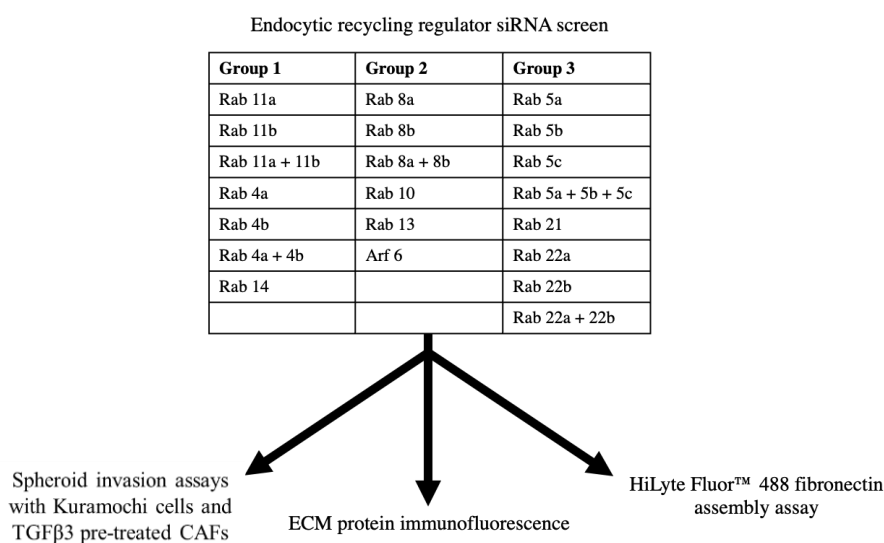 Endocytic recycling regulator siRNA screen
Group 1 Group 2 Group 3
Rab 11a Rab 8a Rab 5a
Rab 11b Rab 8b Rab 5b
Rab 11a + 11b Rab 8a + 8b Rab 5c
Rab 4a Rab 10 Rab 5a + 5b + 5c
Rab 4b Rab 13 Rab 21
Rab 4a + 4b Arf 6 Rab 22a
Rab 14 Rab 22b
Rab 22a + 22b
Spheroid invasion assays
with Kuramochi cells and
TGFβ3 pre-treated CAFs
ECM protein immunofluorescence
HiLyte Fluor™ 488 fibronectin
assembly assay